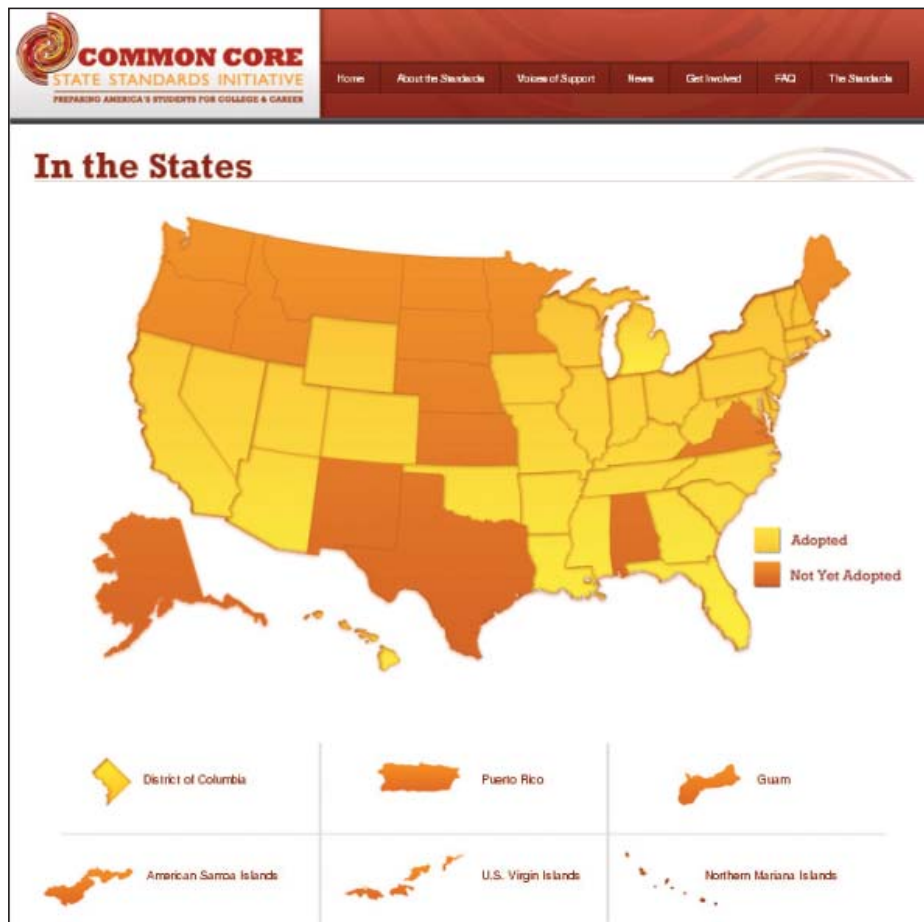 COMMON CORE
STATE STANDARDS INITIATIVE
PREPARING AMERICA'S STUDENTS FOR COLLEGE & CAREER
Home About the Standards Voices of Support News Get Involved FAQ The Standards
In the States
Adopted
Not Yet Adopted
District of Columbia Puerto Rico Guam
American Samoa Islands U.S. Virgin Islands Northern Mariana Islands